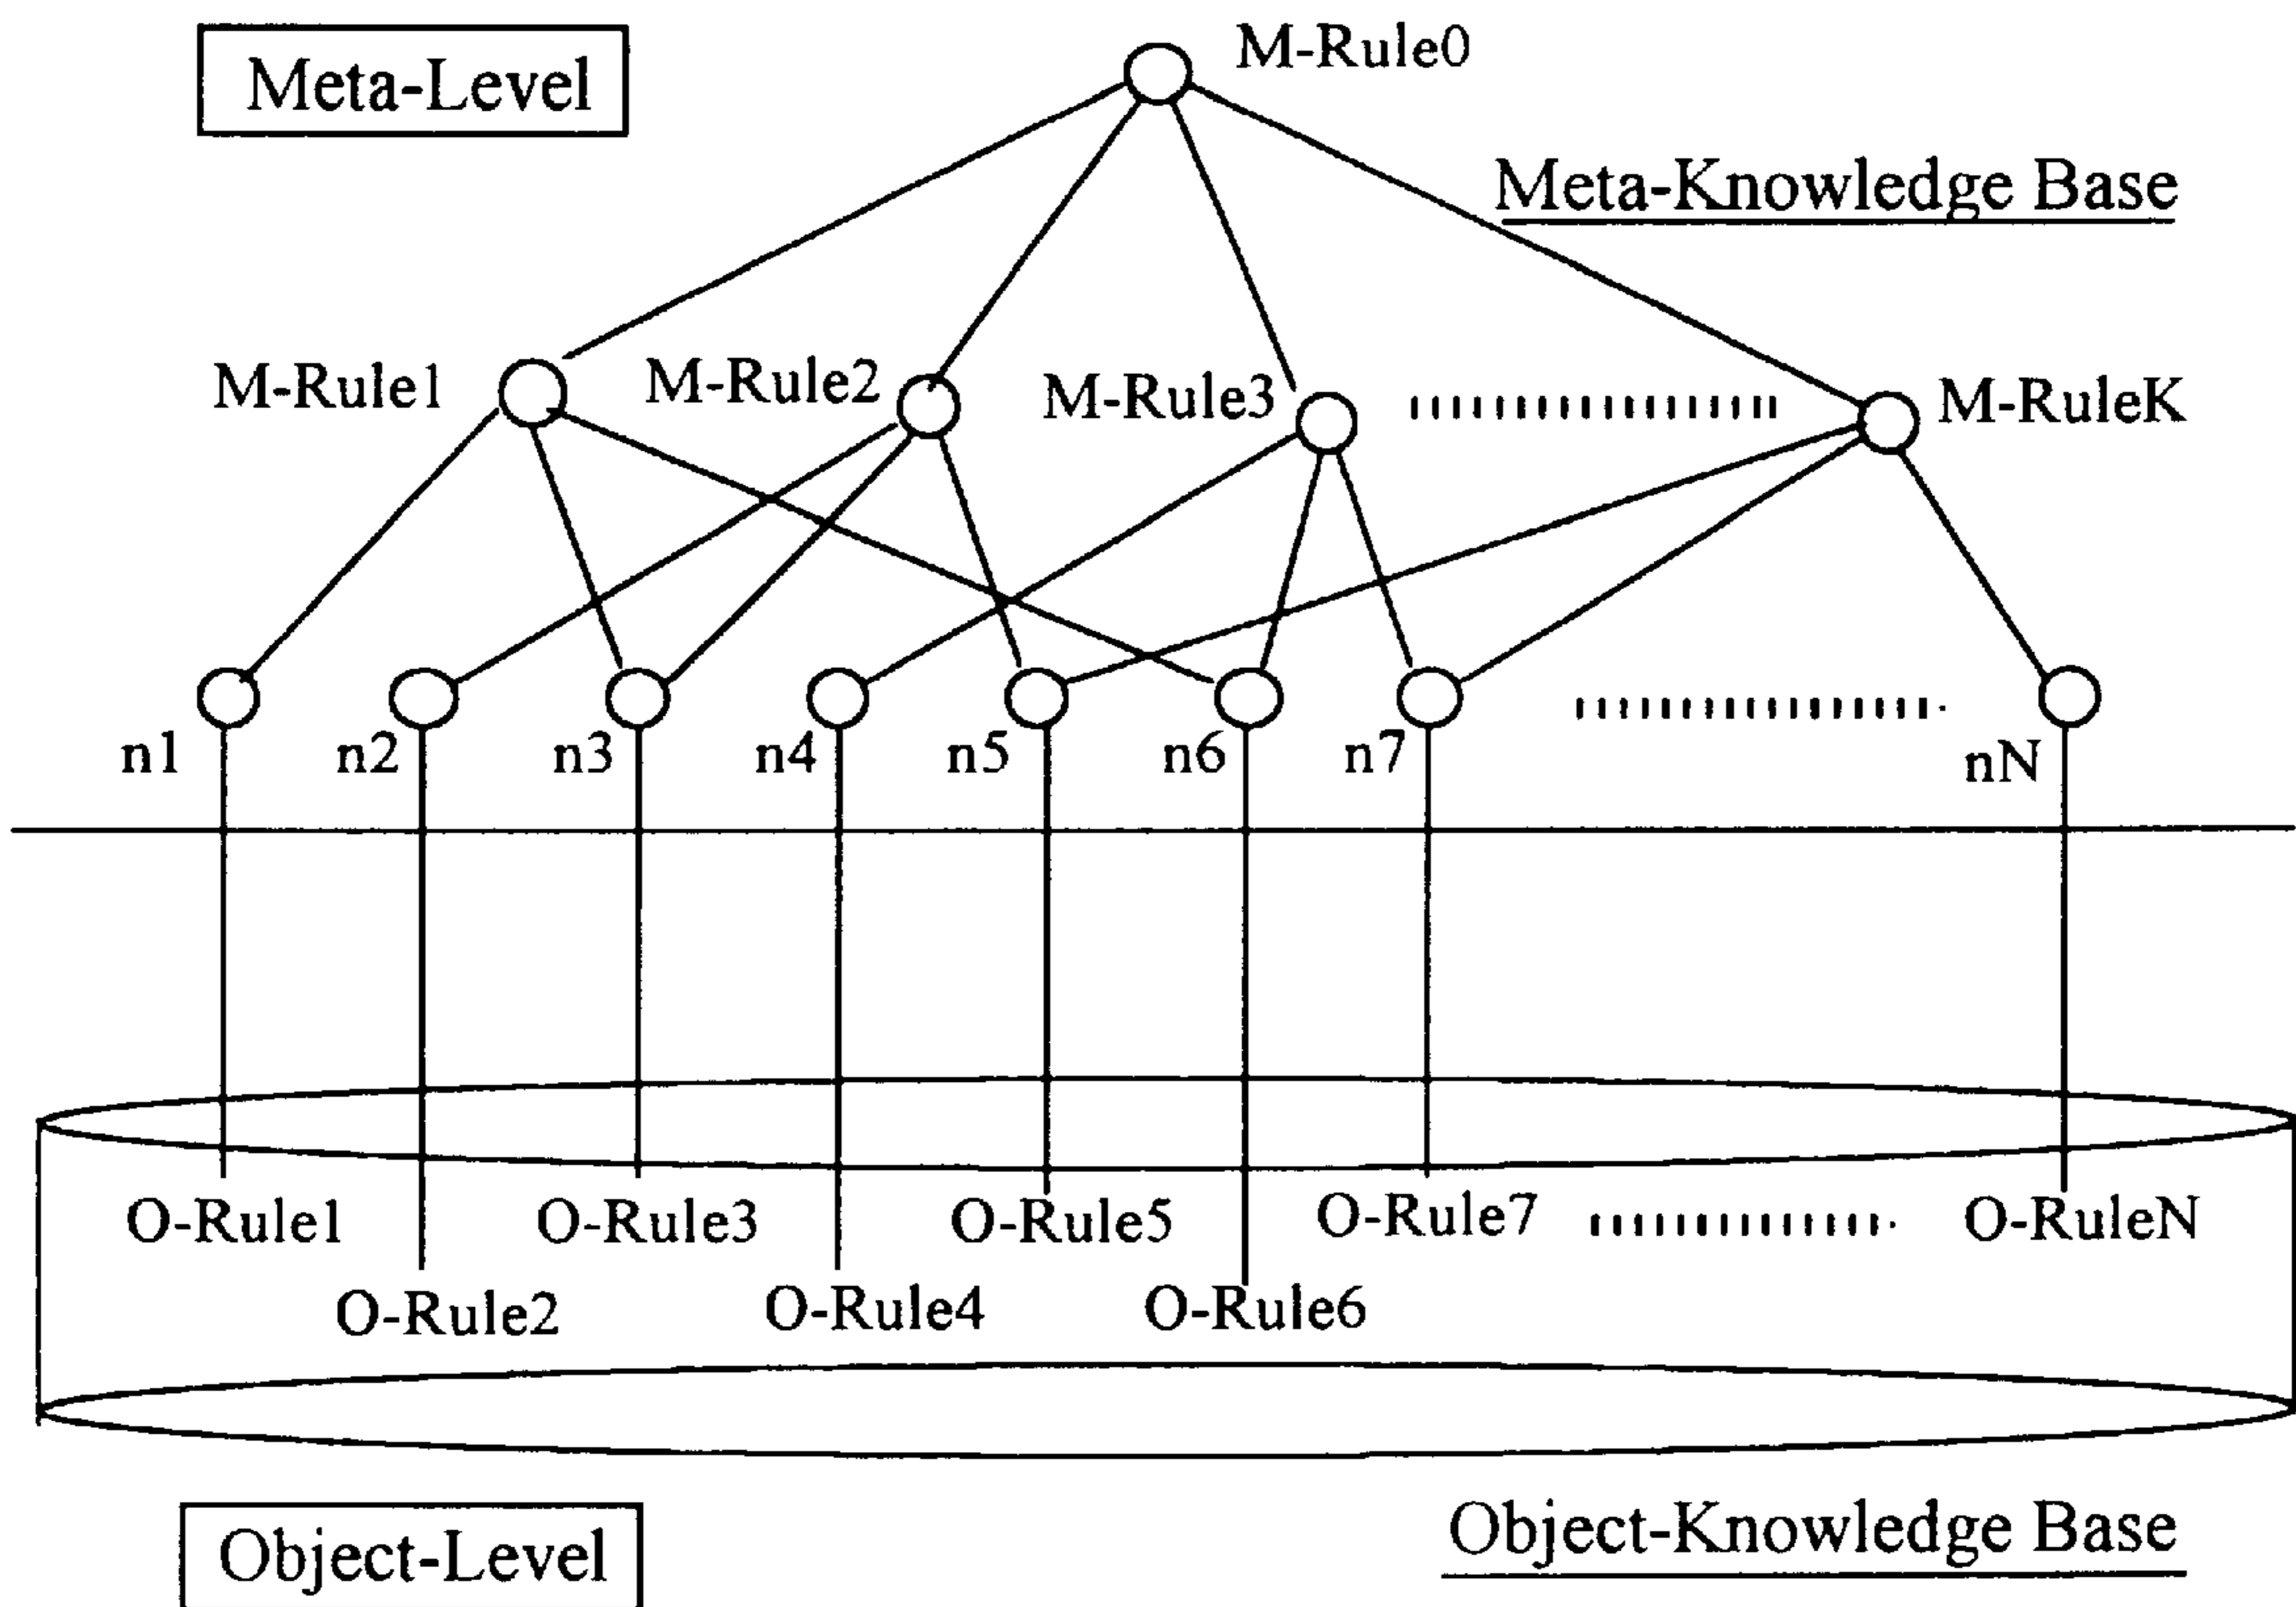 M-Rule0
Meta-Level
Meta-Knowledge Base
M-Rule1 M-Rule2 M-Rule3 M-RuleK
n1 n2 n3 n4 n5 n6 n7 nN
O-Rule1 O-Rule3 O-Rule5 O-Rule7 O-RuleN
O-Rule2 O-Rule4 O-Rule6
Object-Level
Object-Knowledge Base